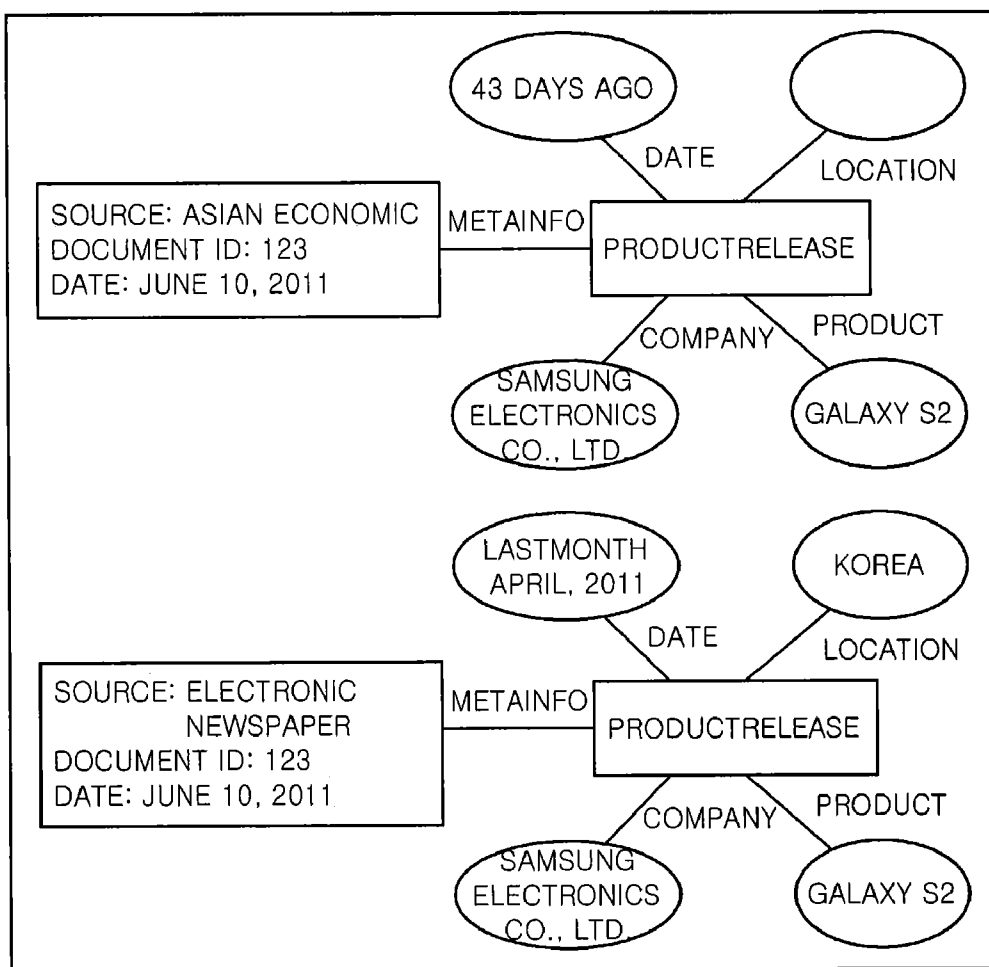 43 DAYS AGO
DATE
LOCATION
SOURCE: ASIAN ECONOMIC
DOCUMENT ID: 123
DATE: JUNE 10, 2011
METAINFO
PRODUCTRELEASE
COMPANY
PRODUCT
SAMSUNG
ELECTRONICS
CO., LTD.
GALAXY S2
LASTMONTH
APRIL, 2011
KOREA
DATE
LOCATION
SOURCE: ELECTRONIC
NEWSPAPER
DOCUMENT ID: 123
DATE: JUNE 10, 2011
METAINFO
PRODUCTRELEASE
COMPANY
PRODUCT
SAMSUNG
ELECTRONICS
CO., LTD.
GALAXY S2